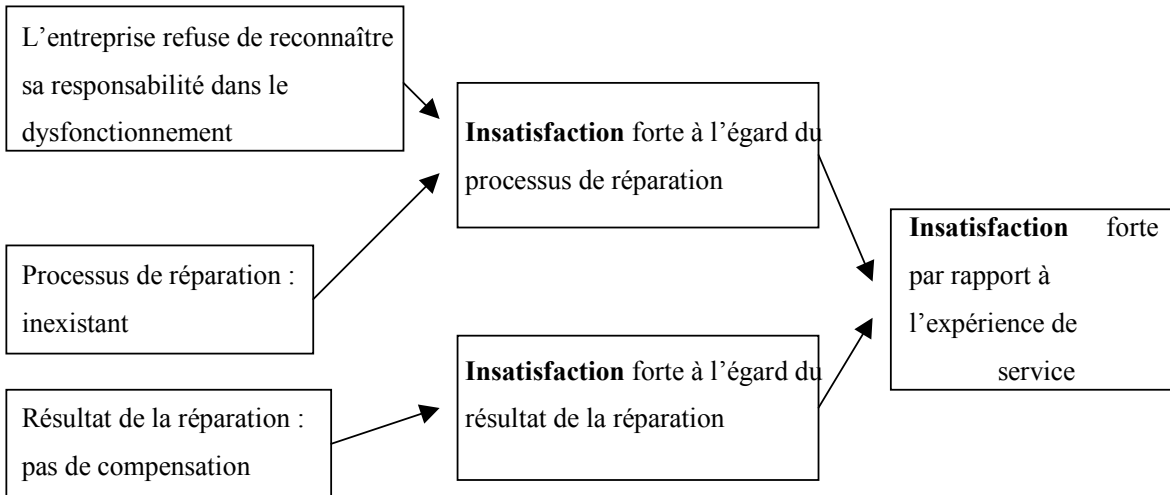 L’entreprise refuse de reconnaître
sa responsabilité dans le
dysfonctionnement
Processus de réparation :
inexistant
Résultat de la réparation :
pas de compensation
Insatisfaction forte à l’égard du
processus de réparation
Insatisfaction forte à l’égard du
résultat de la réparation
Insatisfaction forte
par rapport à
l’expérience de
service